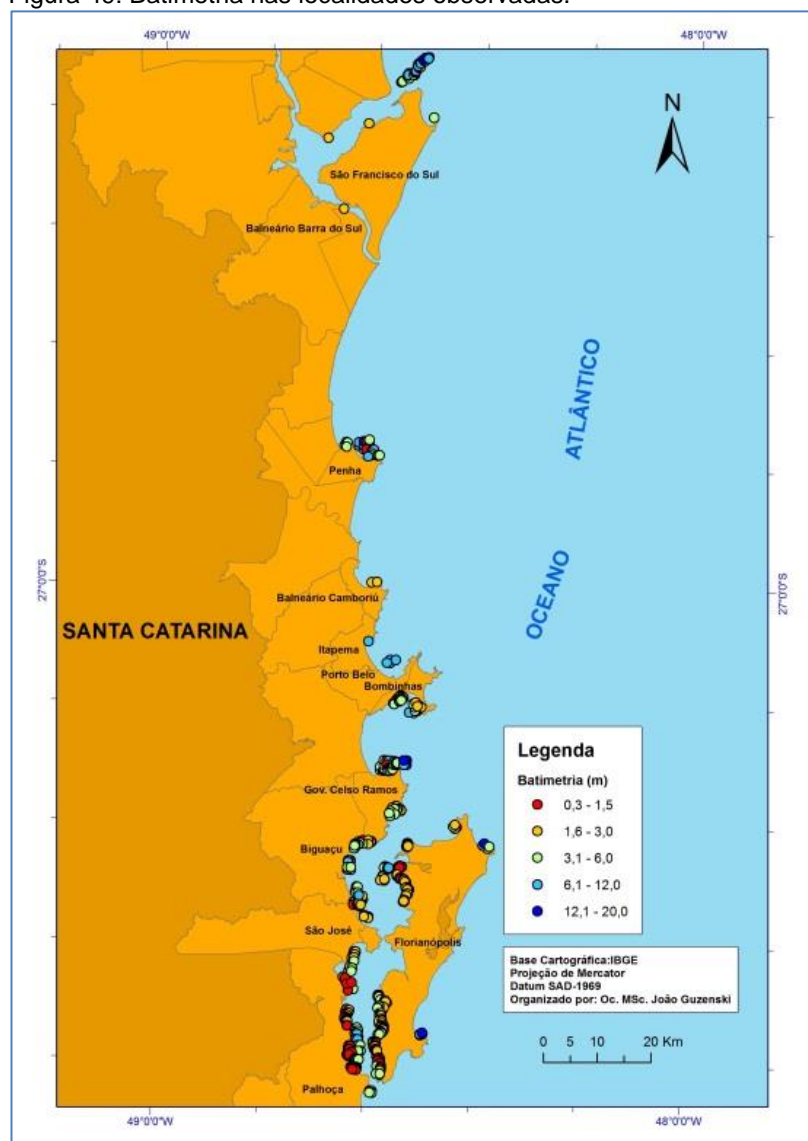 Figura 49: Batimetria nas localidades observadas.
49°0'0"W
48°0'0"W
N
São Francisco do Sul
Balneário Barra do Sul
OCEANO ATLÂNTICO
Penha
27°0'0"S
27°0'0"S
Balneário Camboriú
SANTA CATARINA
Itapema
Porto Belo
Bombinhas
Legenda
Batimetria (m)
0,3 - 1,5
1,6 - 3,0
3,1 - 6,0
6,1 - 12,0
12,1 - 20,0
Gov. Celso Ramos
Biguaçu
São José
Florianópolis
Base Cartográfica:IBGE
Projeção de Mercator
Datum SAD-1969
Organizado por: Oc. MSc. João Guzenski
0 5 10 20 Km
Palhoça
49°0'0"W
48°0'0"W